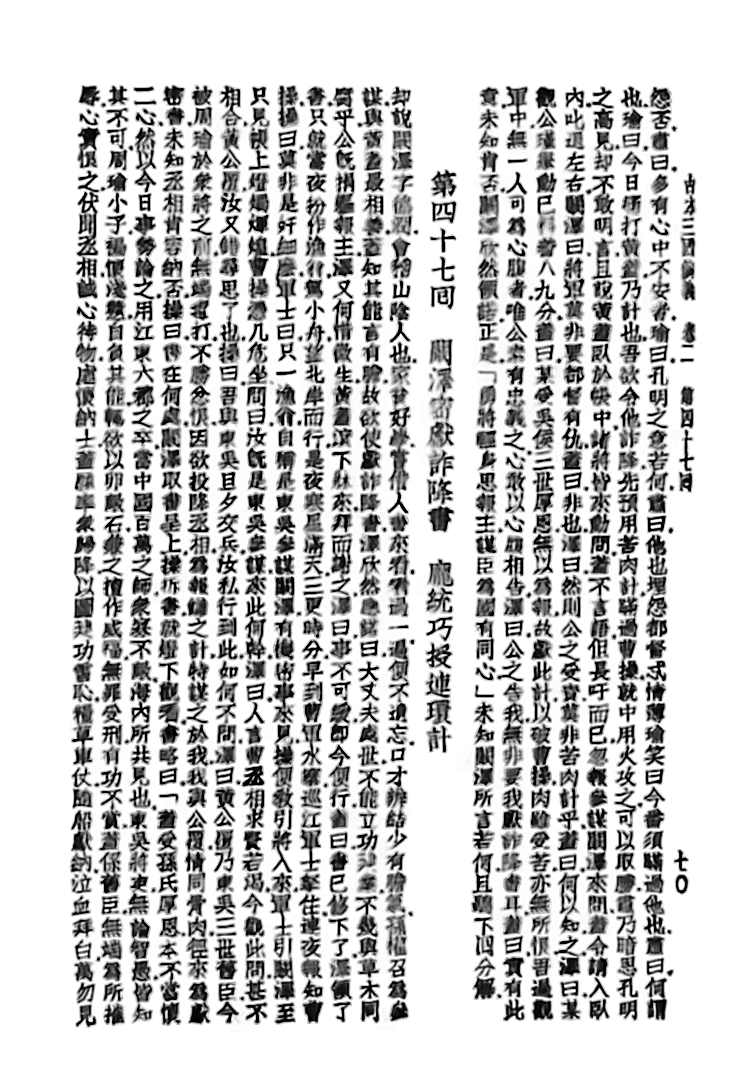 古本三國演義 卷二 第四十七回 七〇
怨否肅曰多有心中不安者瑜曰孔明之意若何肅曰他也埋怨都督忒情薄瑜笑曰今番須瞞過他也肅曰何謂
也瑜曰今日痛打黃蓋乃計也吾欲令他詐降先預用苦肉計瞞過曹操就中用火攻之可以取勝肅乃暗思孔明
之高見却不敢明言且說黃蓋臥於帳中諸將皆來動問蓋不言語但長吁而已忽報參謀闞澤來問蓋令請入臥
內叱退左右闞澤曰將軍莫非與都督有仇蓋曰非也澤曰然則公之受責莫非苦肉計乎蓋曰何以知之澤曰某
觀公瑾舉動已料着八九分蓋曰某受吳侯三世厚恩無以為報故獻此計以破曹操肉雖受苦亦無所恨吾遍觀
軍中無一人可為心腹者唯公素有忠義之心敢以心腹相告澤曰公之告我無非要我獻詐降書耳蓋曰實有此
意未知肯否闞澤欣然領諾正是「勇將輕身思報主謀臣為國有同心」未知闞澤所言若何且聽下回分解
第四十七回 闞澤密獻詐降書 龐統巧授連環計
却說闞澤字德潤會稽山陰人也家貧好學嘗借人書來看看過一遍便不遺忘口才辨給少有膽氣孫權召為參
謀與黃蓋最相善蓋知其能言有膽故欲使獻詐降書澤欣然應諾曰大丈夫處世不能立功建業不幾與草木同
腐乎公既捐軀報主澤又何惜微生黃蓋滾下牀來拜而謝之澤曰事不可緩即今便行蓋曰書已修下了澤領了
書只就當夜扮作漁翁駕小舟望北岸而行是夜寒星滿天三更時分早到曹軍水寨巡江軍士拏住連夜報知曹
操操曰莫非是奸細麼軍士曰只一漁翁自稱是東吳參謀闞澤有機密事來見操便教引將入來軍士引闞澤至
只見帳上燈燭輝煌曹操憑几危坐問曰汝既是東吳參謀來此何幹澤曰人言曹丞相求賢若渴今觀此問甚不
相合黃公覆汝又錯尋思了也操曰吾與東吳旦夕交兵汝私行到此如何不問澤曰黃公覆乃東吳三世舊臣今
被周瑜於衆將之前無端毒打不勝忿恨因欲投降丞相為報讎之計特謀之於我我與公覆情同骨肉徑來為獻
密書未知丞相肯容納否操曰書在何處闞澤取書呈上操拆書就燈下觀看書略曰「蓋受孫氏厚恩本不當懷
二心然以今日事勢論之用江東六郡之卒當中國百萬之師衆寡不敵海內所共見也東吳將吏無論智愚皆知
其不可周瑜小子褊懷淺戇自負其能輒欲以卵敵石兼之擅作威福無罪受刑有功不賞蓋係舊臣無端為所摧
辱心實恨之伏聞丞相誠心待物虛懷納士蓋願率衆歸降以圖建功雪恥糧草車仗隨船獻納泣血拜白萬勿見